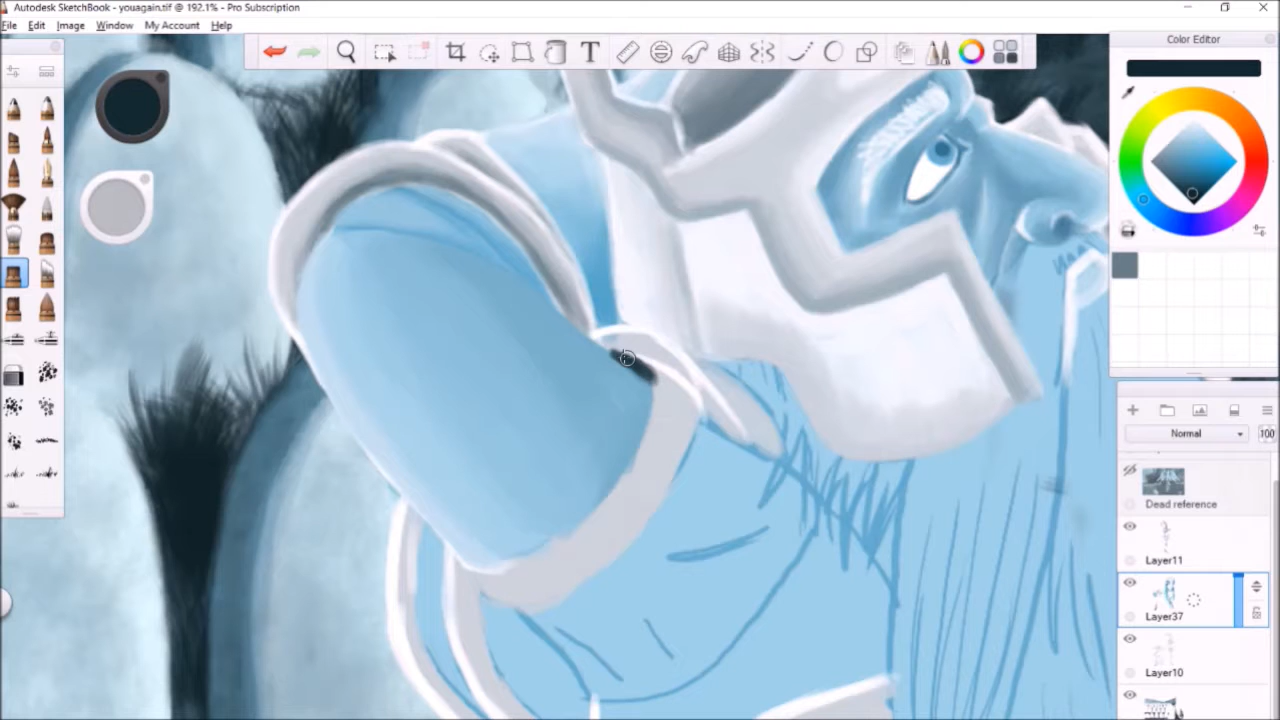 Autodesk SketchBook - youagain.tif @ 192.1% - Pro Subscription
File Edit Image Window My Account Help
T
Color Editor
Normal 100
Dead reference
Layer11
Layer37
Layer10